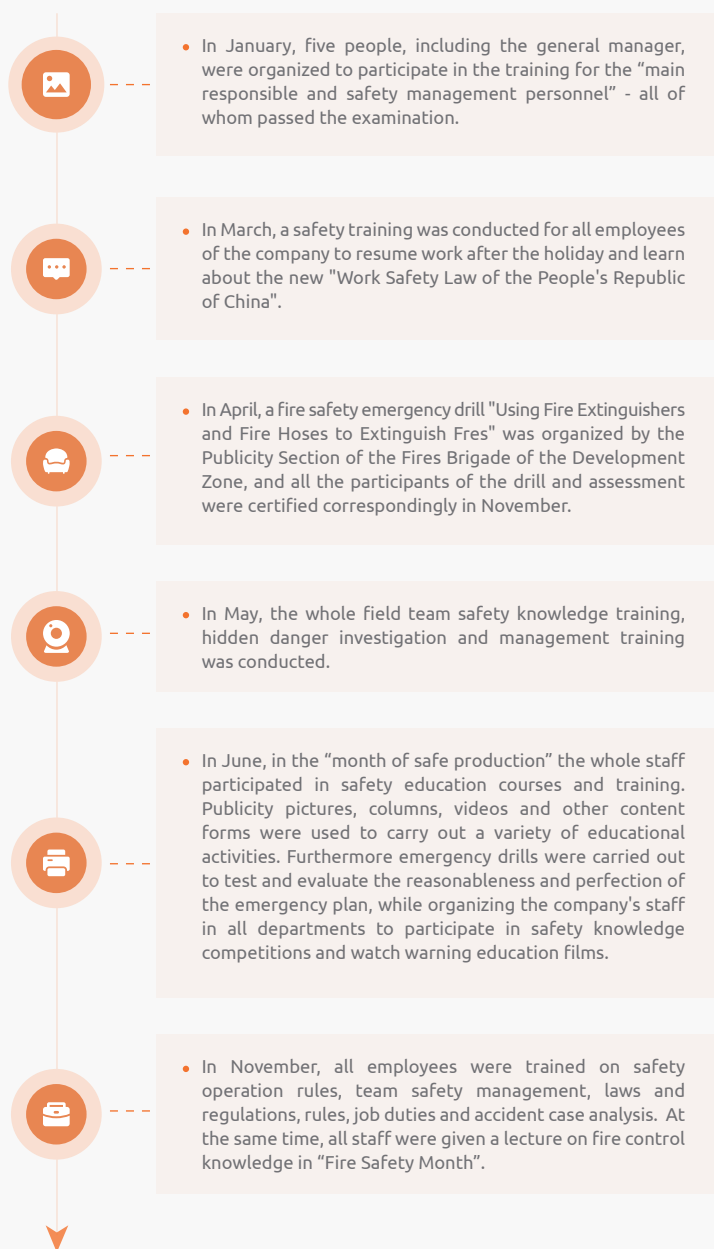 In January, five people, including the general manager,
were organized to participate in the training for the “main
responsible and safety management personnel” - all of
whom passed the examination.
In March, a safety training was conducted for all employees
of the company to resume work after the holiday and learn
about the new "Work Safety Law of the People's Republic
of China".
In April, a fire safety emergency drill "Using Fire Extinguishers
and Fire Hoses to Extinguish Fres" was organized by the
Publicity Section of the Fires Brigade of the Development
Zone, and all the participants of the drill and assessment
were certified correspondingly in November.
In May, the whole field team safety knowledge training,
hidden danger investigation and management training
was conducted.
In June, in the “month of safe production” the whole staff
participated in safety education courses and training.
Publicity pictures, columns, videos and other content
forms were used to carry out a variety of educational
activities. Furthermore emergency drills were carried out
to test and evaluate the reasonableness and perfection of
the emergency plan, while organizing the company's staff
in all departments to participate in safety knowledge
competitions and watch warning education films.
In November, all employees were trained on safety
operation rules, team safety management, laws and
regulations, rules, job duties and accident case analysis. At
the same time, all staff were given a lecture on fire control
knowledge in “Fire Safety Month”.